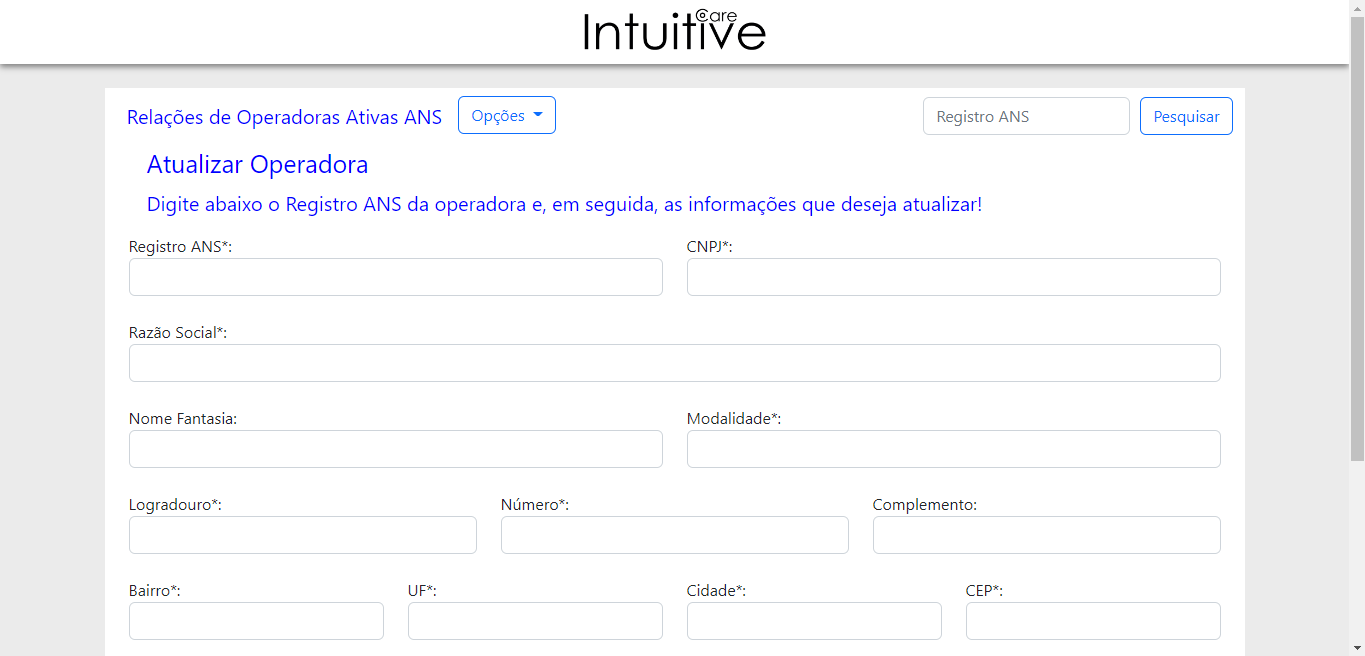 Intuitive Care
Relações de Operadoras Ativas ANS Opções Registro ANS Pesquisar
Atualizar Operadora
Digite abaixo o Registro ANS da operadora e, em seguida, as informações que deseja atualizar!
Registro ANS*: CNPJ*:
Razão Social*:
Nome Fantasia: Modalidade*:
Logradouro*: Número*: Complemento:
Bairro*: UF*: Cidade*: CEP*: